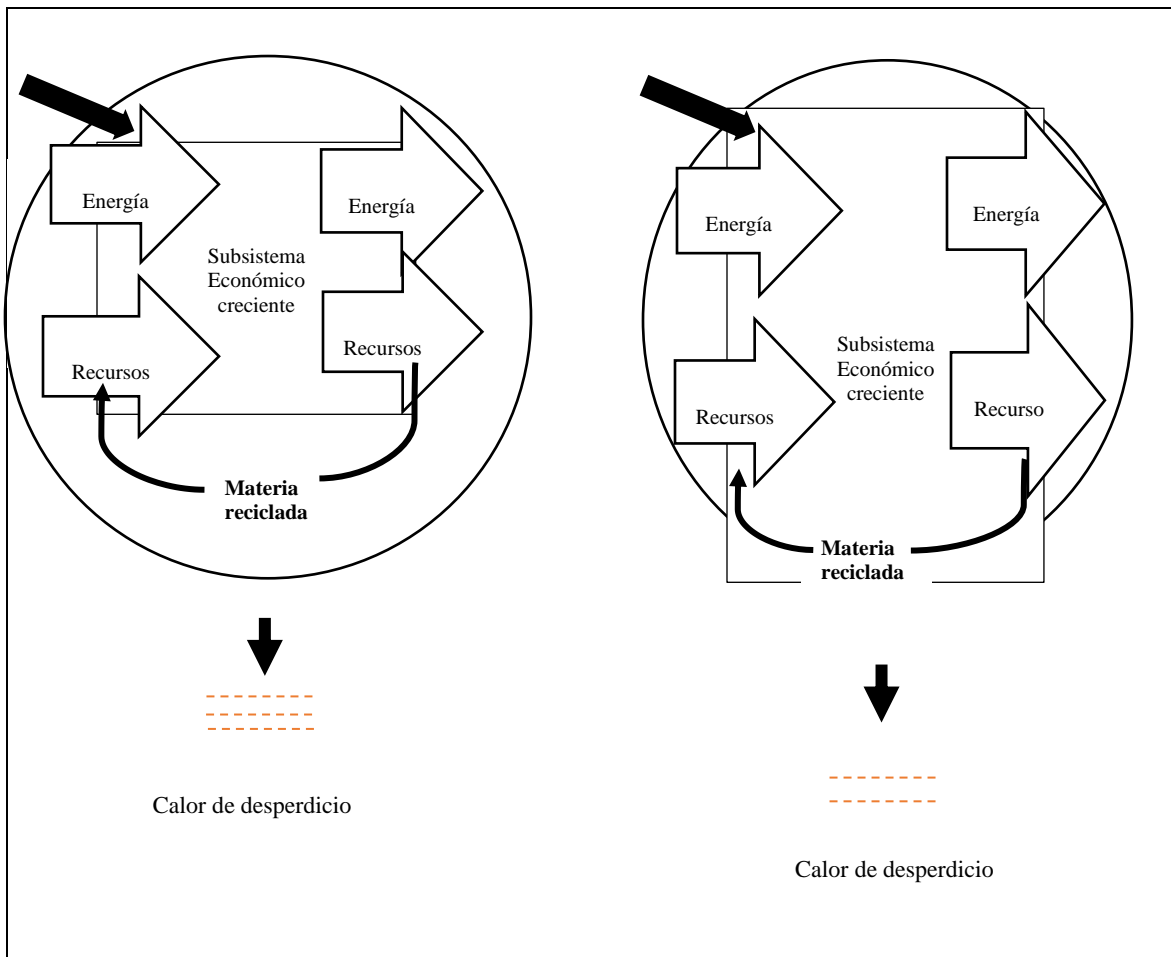 Energía
Energía
Subsistema
Económico
creciente
Recursos
Recursos
Materia
reciclada
Calor de desperdicio
Energía
Energía
Subsistema
Económico
creciente
Recursos
Recurso
Materia
reciclada
Calor de desperdicio